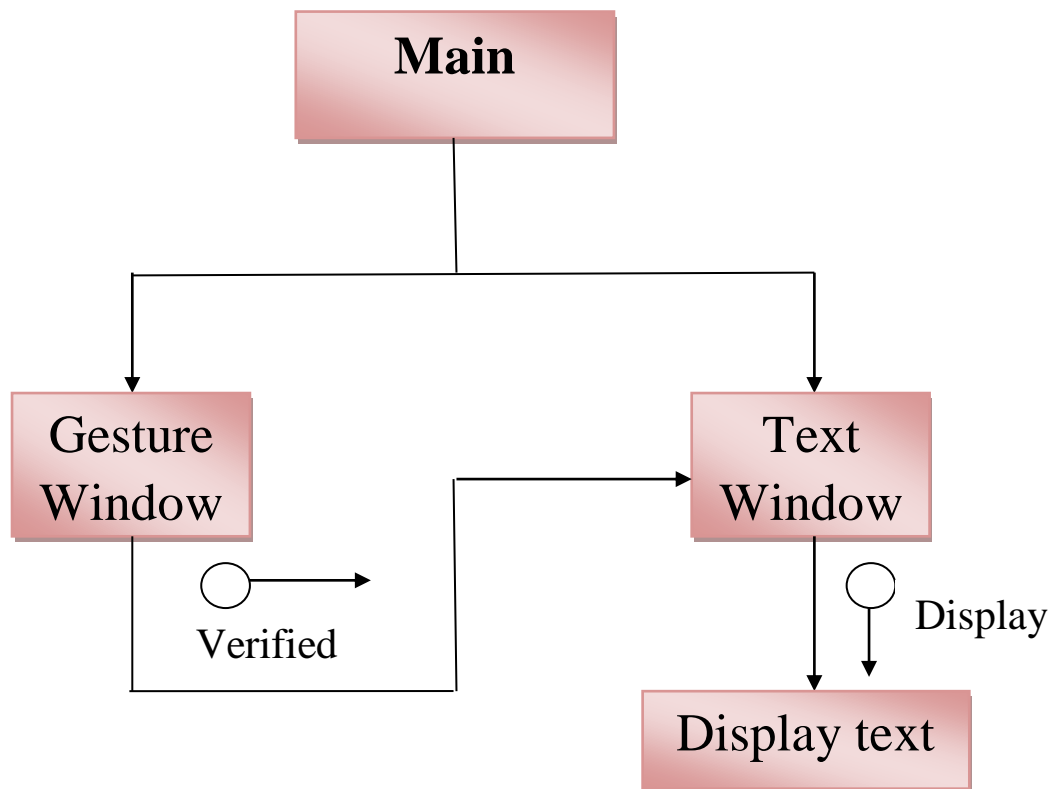 Main
Gesture
Window
Text
Window
Verified
Display
Display text